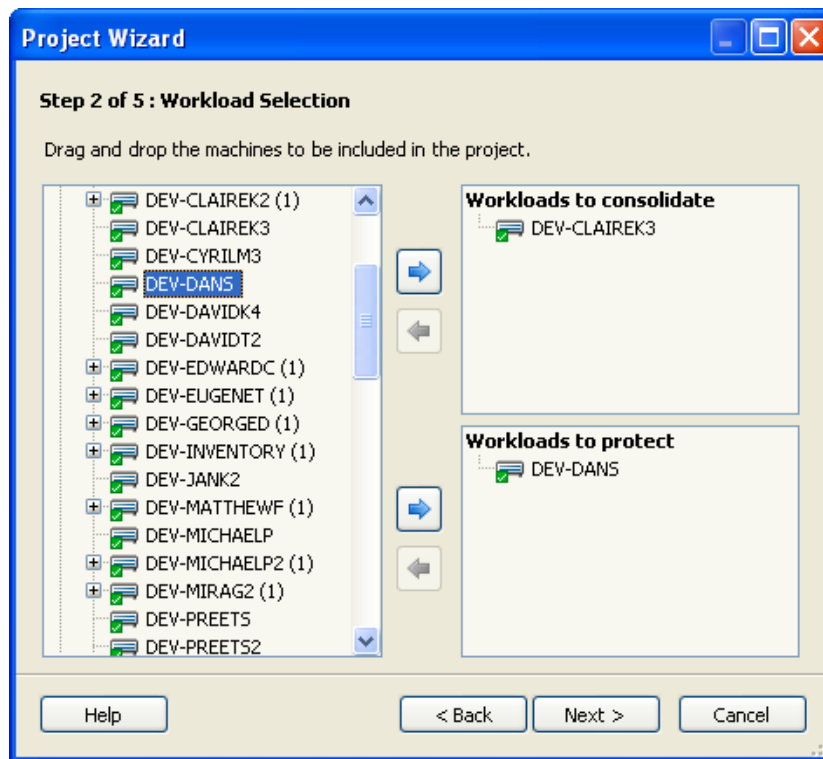 Project Wizard
Step 2 of 5 : Workload Selection
Drag and drop the machines to be included in the project.
DEV-CLAIREK2 (1)
DEV-CLAIREK3
DEV-CYRILM3
DEV-DANS
DEV-DAVIDK4
DEV-DAVIDT2
DEV-EDWARDC (1)
DEV-EUGENET (1)
DEV-GEORGED (1)
DEV-INVENTORY (1)
DEV-JANK2
DEV-MATTHEWF (1)
DEV-MICHAELP
DEV-MICHAELP2 (1)
DEV-MIRAG2 (1)
DEV-PREETS
DEV-PREETS2
Workloads to consolidate
DEV-CLAIREK3
Workloads to protect
DEV-DANS
Help
< Back
Next >
Cancel